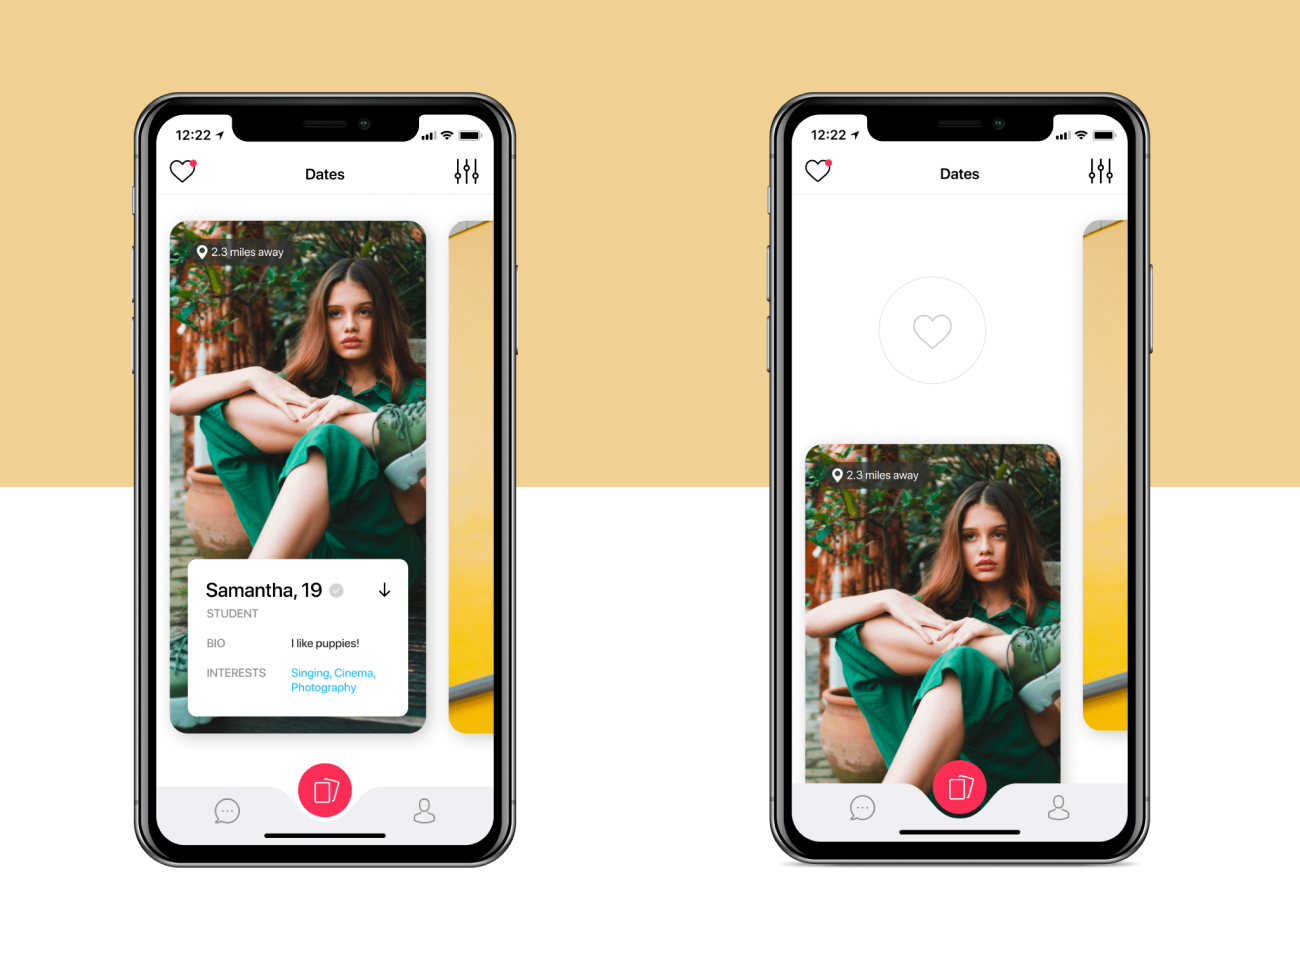 12:22
Dates
2.3 miles away
Samantha, 19
STUDENT
BIO I like puppies!
INTERESTS Singing, Cinema,
Photography
12:22
Dates
2.3 miles away